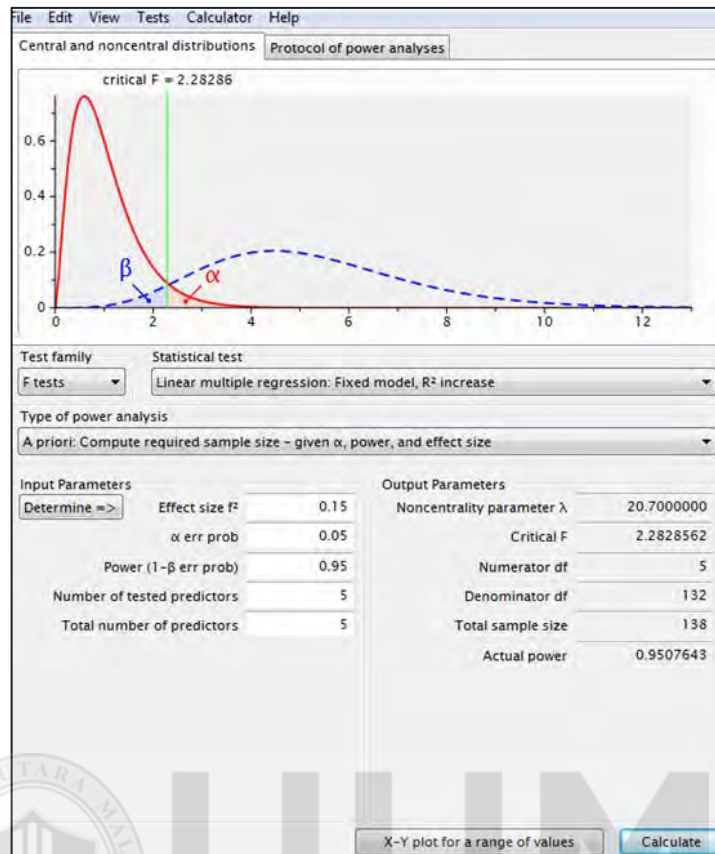 File Edit View Tests Calculator Help
Central and noncentral distributions Protocol of power analyses
critical F = 2.28286
0.6
0.4
0.2
0
β
α
0 2 4 6 8 10 12
Test family Statistical test
F tests Linear multiple regression: Fixed model, R² increase
Type of power analysis
A priori: Compute required sample size – given α, power, and effect size
Input Parameters Output Parameters
Determine => Effect size f² 0.15 Noncentrality parameter λ 20.7000000
α err prob 0.05 Critical F 2.2828562
Power (1-β err prob) 0.95 Numerator df 5
Number of tested predictors 5 Denominator df 132
Total number of predictors 5 Total sample size 138
Actual power 0.9507643
UTARA MAL
UUM
X-Y plot for a range of values Calculate